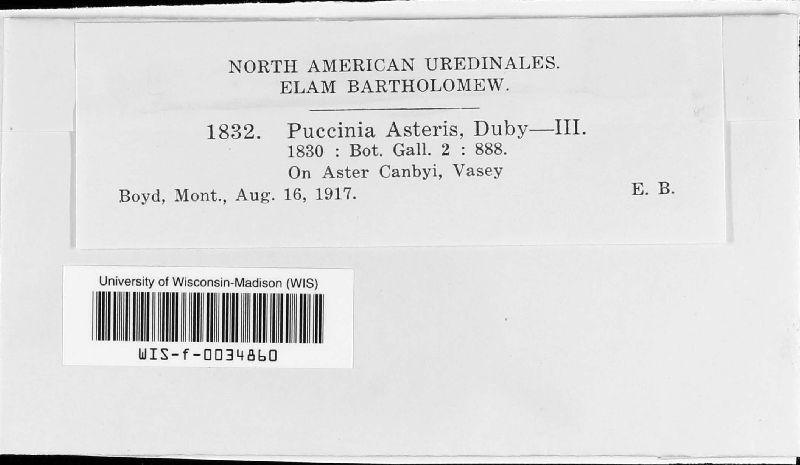 NORTH AMERICAN UREDINALES.
ELAM BARTHOLOMEW.
1832. Puccinia Asteris, Duby—III.
1830 : Bot. Gall. 2 : 888.
On Aster Canbyi, Vasey
Boyd, Mont., Aug. 16, 1917. E. B.
University of Wisconsin-Madison (WIS)
WIS-f-0034860